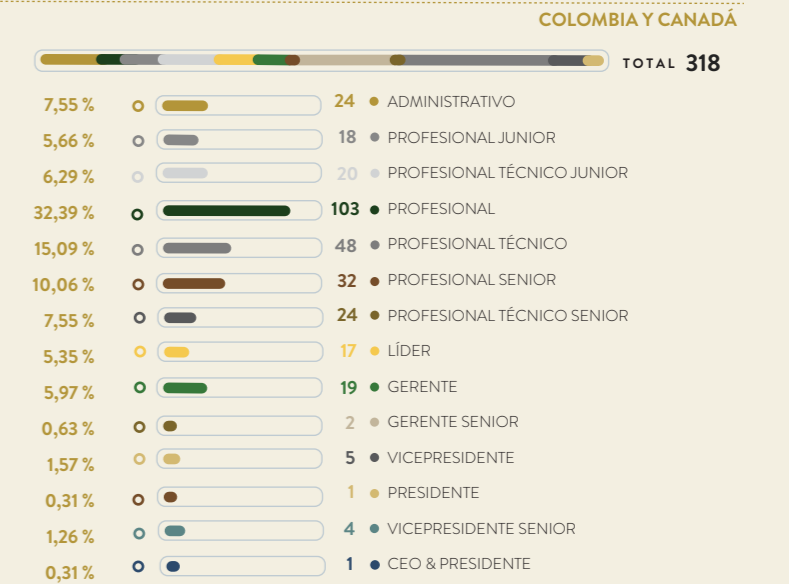 COLOMBIA Y CANADÁ
TOTAL 318
7,55 % 24 ADMINISTRATIVO
5,66 % 18 PROFESIONAL JUNIOR
6,29 % 20 PROFESIONAL TÉCNICO JUNIOR
32,39 % 103 PROFESIONAL
15,09 % 48 PROFESIONAL TÉCNICO
10,06 % 32 PROFESIONAL SENIOR
7,55 % 24 PROFESIONAL TÉCNICO SENIOR
5,35 % 17 LÍDER
5,97 % 19 GERENTE
0,63 % 2 GERENTE SENIOR
1,57 % 5 VICEPRESIDENTE
0,31 % 1 PRESIDENTE
1,26 % 4 VICEPRESIDENTE SENIOR
0,31 % 1 CEO & PRESIDENTE